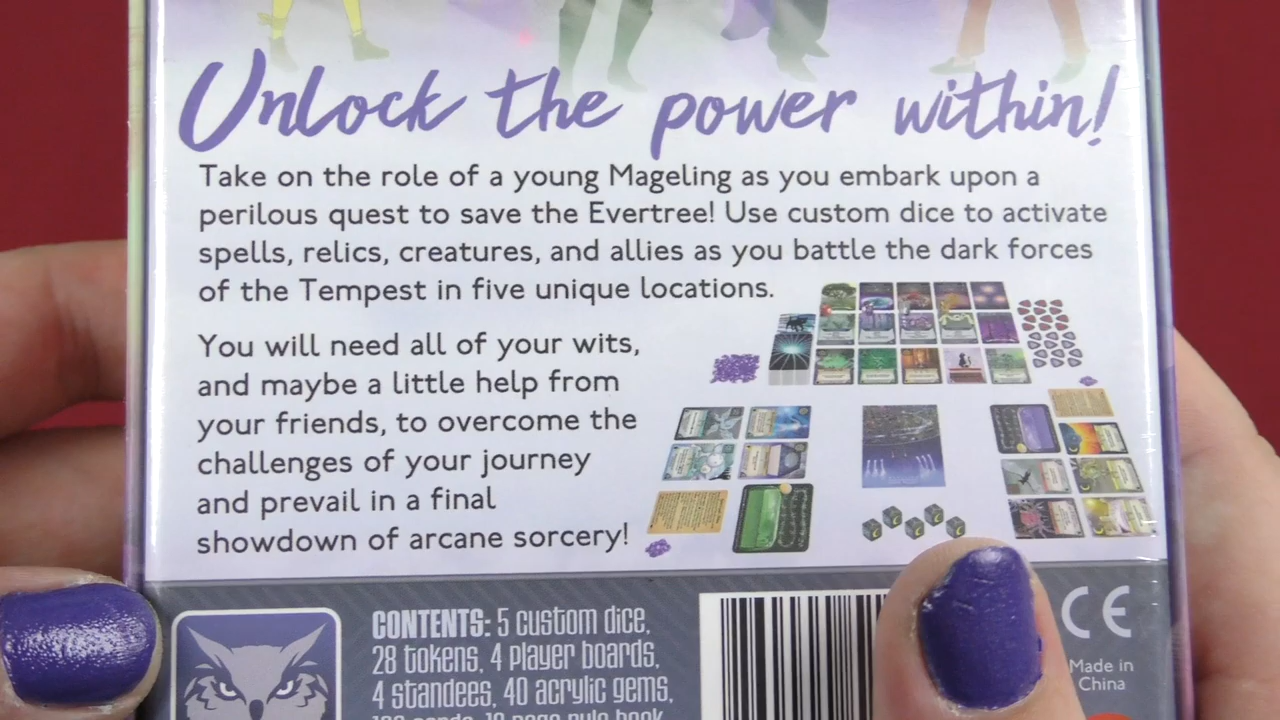 Unlock the power within!
Take on the role of a young Mageling as you embark upon a
perilous quest to save the Evertree! Use custom dice to activate
spells, relics, creatures, and allies as you battle the dark forces
of the Tempest in five unique locations.
You will need all of your wits,
and maybe a little help from
your friends, to overcome the
challenges of your journey
and prevail in a final
showdown of arcane sorcery!
CONTENTS: 5 custom dice,
28 tokens, 4 player boards,
4 standees, 40 acrylic gems,
CE
Made in
China